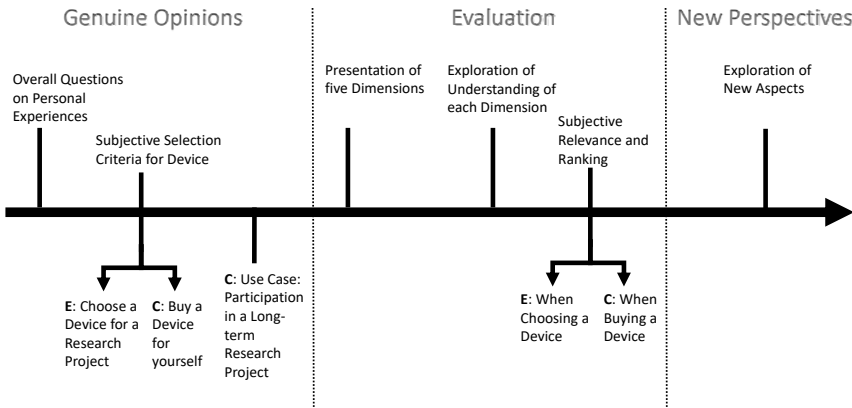 Genuine Opinions
Evaluation
New Perspectives
Overall Questions
on Personal
Experiences
Subjective Selection
Criteria for Device
Presentation of
five Dimensions
Exploration of
Understanding of
each Dimension
Subjective
Relevance and
Ranking
Exploration of
New Aspects
E: Choose a
Device for a
Research
Project
C: Buy a
Device
for
yourself
C: Use Case:
Participation
in a Long-
term
Research
Project
E: When
Choosing a
Device
C: When
Buying a
Device